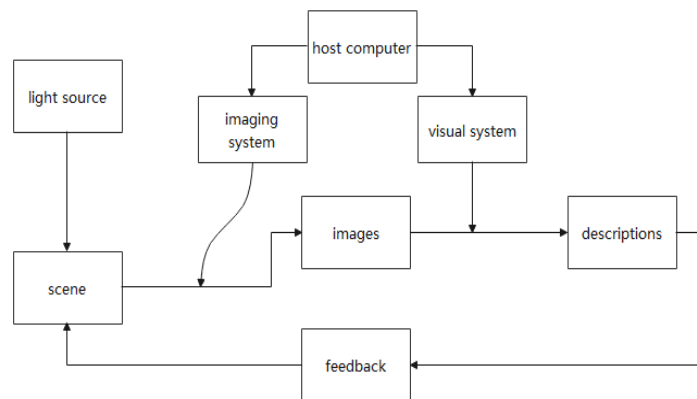 host computer
light source
imaging
system
visual system
images
descriptions
scene
feedback